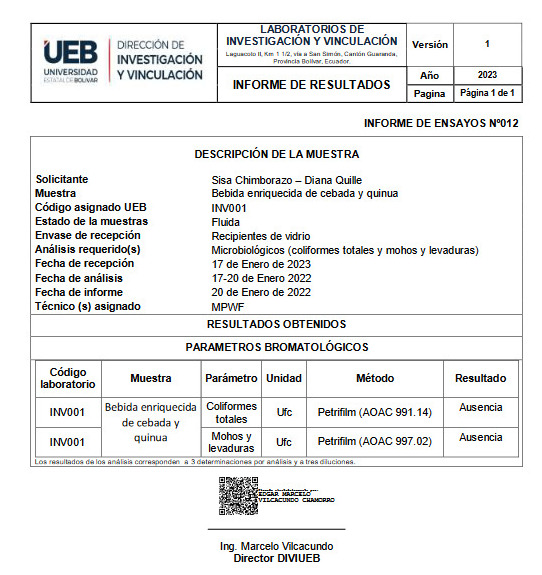 UEB
UNIVERSIDAD
ESTATAL DE BOLIVAR
DIRECCIÓN DE
INVESTIGACIÓN
Y VINCULACIÓN
LABORATORIOS DE
INVESTIGACIÓN Y VINCULACIÓN
Laguacoto II, Km 1 1/2, vía a San Simón, Cantón Guaranda,
Provincia Bolívar, Ecuador.
INFORME DE RESULTADOS
Versión 1
Año 2023
Pagina Página 1 de 1
INFORME DE ENSAYOS Nº012
DESCRIPCIÓN DE LA MUESTRA
Solicitante Sisa Chimborazo – Diana Quille
Muestra Bebida enriquecida de cebada y quinua
Código asignado UEB INV001
Estado de la muestras Fluida
Envase de recepción Recipientes de vidrio
Análisis requerido(s) Microbiológicos (coliformes totales y mohos y levaduras)
Fecha de recepción 17 de Enero de 2023
Fecha de análisis 17-20 de Enero 2022
Fecha de informe 20 de Enero de 2022
Técnico (s) asignado MPWF
RESULTADOS OBTENIDOS
PARAMETROS BROMATOLÓGICOS
Código laboratorio Muestra Parámetro Unidad Método Resultado
INV001 Bebida enriquecida de cebada y quinua Coliformes totales Ufc Petrifilm (AOAC 991.14) Ausencia
INV001 Mohos y levaduras Ufc Petrifilm (AOAC 997.02) Ausencia
Los resultados de los análisis corresponden a 3 determinaciones por análisis y a tres diluciones.
EDGAR MARCELO
VILCACUNDO CHAMORRO
Ing. Marcelo Vilcacundo
Director DIVIUEB